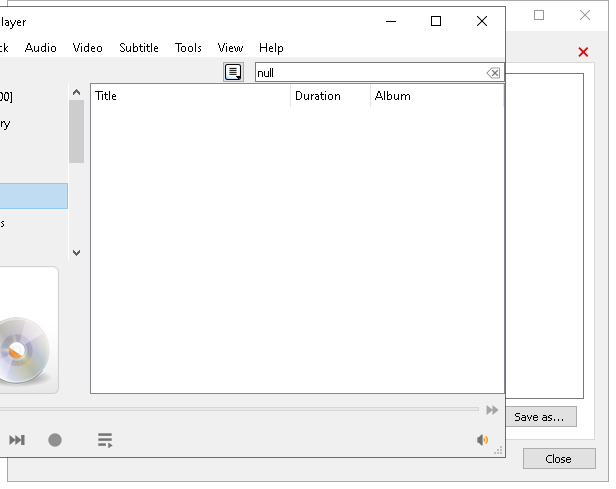 layer
ck Audio Video Subtitle Tools View Help
null
Title Duration Album
00]
ry
s
Save as...
Close